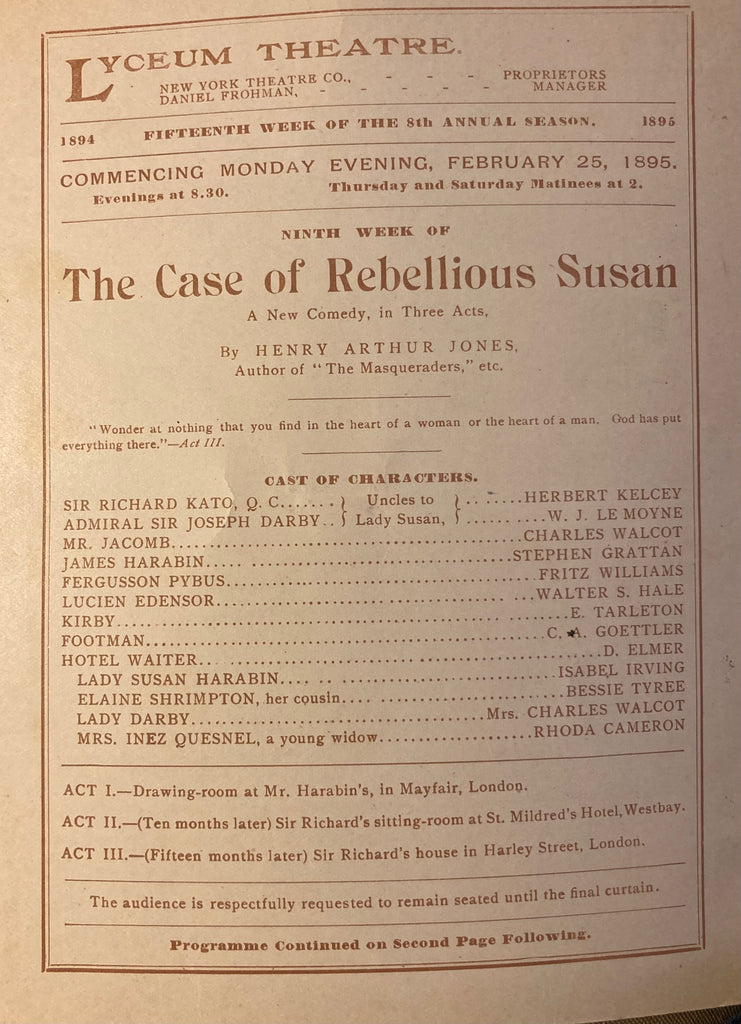 LYCEUM THEATRE.
NEW YORK THEATRE CO., - - - PROPRIETORS
DANIEL FROHMAN, - - - - - MANAGER
1894 FIFTEENTH WEEK OF THE 8th ANNUAL SEASON. 1895
COMMENCING MONDAY EVENING, FEBRUARY 25, 1895.
Evenings at 8.30. Thursday and Saturday Matinees at 2.
NINTH WEEK OF
The Case of Rebellious Susan
A New Comedy, in Three Acts,
By HENRY ARTHUR JONES,
Author of "The Masqueraders," etc.
"Wonder at nothing that you find in the heart of a woman or the heart of a man. God has put
everything there."—Act III.
CAST OF CHARACTERS.
SIR RICHARD KATO, Q. C. ...... } Uncles to { ........ HERBERT KELCEY
ADMIRAL SIR JOSEPH DARBY.. } Lady Susan, { ........ W. J. LE MOYNE
MR. JACOMB........ CHARLES WALCOT
JAMES HARABIN........ STEPHEN GRATTAN
FERGUSSON PYBUS........ FRITZ WILLIAMS
LUCIEN EDENSOR........ WALTER S. HALE
KIRBY........ E. TARLETON
FOOTMAN........ C. A. GOETTLER
HOTEL WAITER........ D. ELMER
LADY SUSAN HARABIN........ ISABEL IRVING
ELAINE SHRIMPTON, her cousin........ BESSIE TYREE
LADY DARBY........ Mrs. CHARLES WALCOT
MRS. INEZ QUESNEL, a young widow........ RHODA CAMERON
ACT I.—Drawing-room at Mr. Harabin's, in Mayfair, London.
ACT II.—(Ten months later) Sir Richard's sitting-room at St. Mildred's Hotel, Westbay.
ACT III.—(Fifteen months later) Sir Richard's house in Harley Street, London.
The audience is respectfully requested to remain seated until the final curtain.
Programme Continued on Second Page Following.